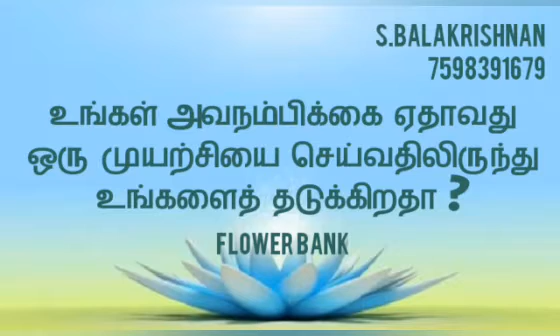 S.BALAKRISHNAN
7598391679
உங்கள் அவநம்பிக்கை ஏதாவது
ஒரு முயற்சியை செய்வதிலிருந்து
உங்களைத் தடுக்கிறதா ?
FLOWER BANK